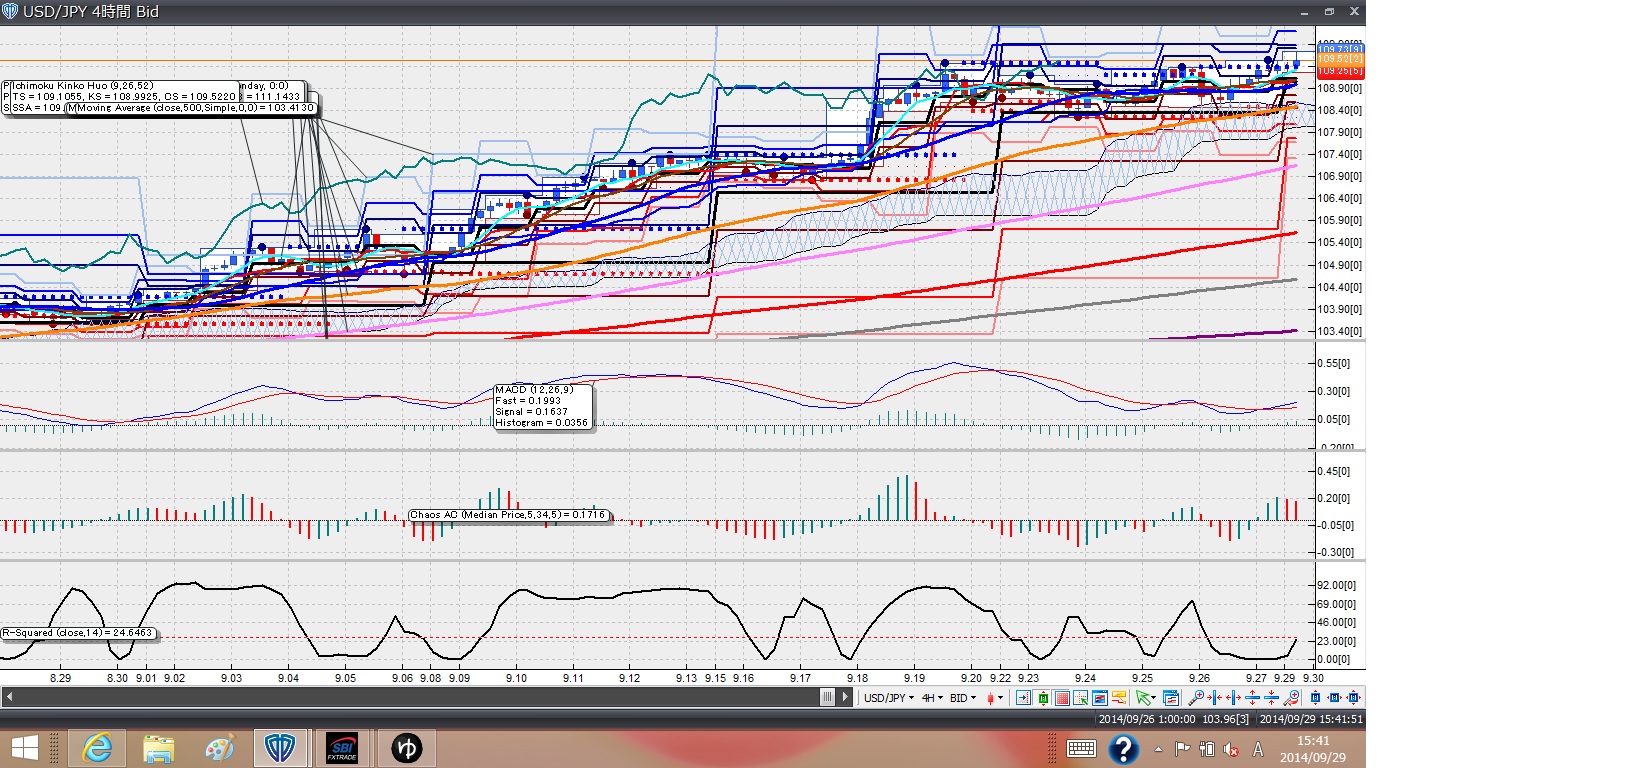 USD/JPY 4時間 Bid
109.73[9]
109.52[2]
109.25[5]
108.90[0]
108.40[0]
107.90[0]
107.40[0]
106.90[0]
106.40[0]
105.90[0]
105.40[0]
104.90[0]
104.40[0]
103.90[0]
103.40[0]
P Ichimoku Kinko Huo (9,26,52)
nday, 0:0)
P TS = 109.1055, KS = 108.9925, OS = 109.5220
= 111.1433
S SSA = 109
Moving Average (close,500,Simple,0,0) = 103.4130
0.55[0]
0.30[0]
0.05[0]
-0.20[0]
MACD (12,26,9)
Fast = 0.1993
Signal = 0.1637
Histogram = 0.0356
0.45[0]
0.20[0]
-0.05[0]
-0.30[0]
Chaos AC (Median Price,5,34,5) = 0.1716
92.00[0]
69.00[0]
46.00[0]
23.00[0]
0.00[0]
R-Squared (close,14) = 24.6463
8.29 8.30 9.01 9.02 9.03 9.04 9.05 9.06 9.08 9.09 9.10 9.11 9.12 9.13 9.15 9.16 9.17 9.18 9.19 9.20 9.22 9.23 9.24 9.25 9.26 9.27 9.29 9.30
USD/JPY 4H BID
2014/09/26 1:00:00 103.96[3] 2014/09/29 15:41:51
SBI
FXTRADE
ゆ
A
15:41
2014/09/29